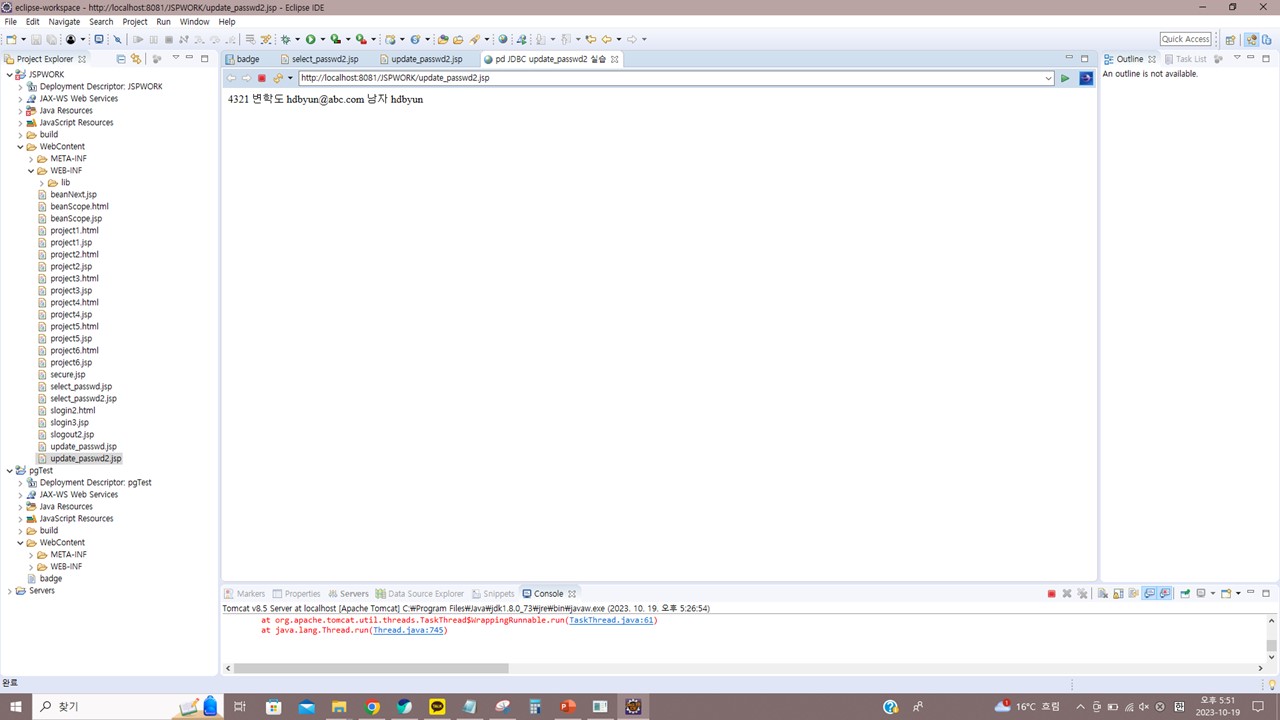 eclipse-workspace - http://localhost:8081/JSPWORK/update_passwd2.jsp - Eclipse IDE
File Edit Navigate Search Project Run Window Help
Quick Access
Project Explorer
badge select_passwd2.jsp update_passwd2.jsp pd JDBC update_passwd2 실습
Outline Task List
http://localhost:8081/JSPWORK/update_passwd2.jsp
An outline is not available.
4321 변학도 hdbyun@abc.com 남자 hdbyun
JSPWORK
Deployment Descriptor: JSPWORK
JAX-WS Web Services
Java Resources
JavaScript Resources
build
WebContent
META-INF
WEB-INF
lib
beanNext.jsp
beanScope.html
beanScope.jsp
project1.html
project1.jsp
project2.html
project2.jsp
project3.html
project3.jsp
project4.html
project4.jsp
project5.html
project5.jsp
project6.html
project6.jsp
secure.jsp
select_passwd.jsp
select_passwd2.jsp
slogin2.html
slogin3.jsp
slogout2.jsp
update_passwd.jsp
update_passwd2.jsp
pgTest
Deployment Descriptor: pgTest
JAX-WS Web Services
Java Resources
JavaScript Resources
build
WebContent
META-INF
WEB-INF
badge
Servers
Markers Properties Servers Data Source Explorer Snippets Console
Tomcat v8.5 Server at localhost [Apache Tomcat] C:₩Program Files₩Java₩jdk1.8.0_73₩jre₩bin₩javaw.exe (2023. 10. 19. 오후 5:26:54)
at org.apache.tomcat.util.threads.TaskThread$WrappingRunnable.run(TaskThread.java:61)
at java.lang.Thread.run(Thread.java:745)
완료
찾기
16°C 흐림
오후 5:51
2023-10-19